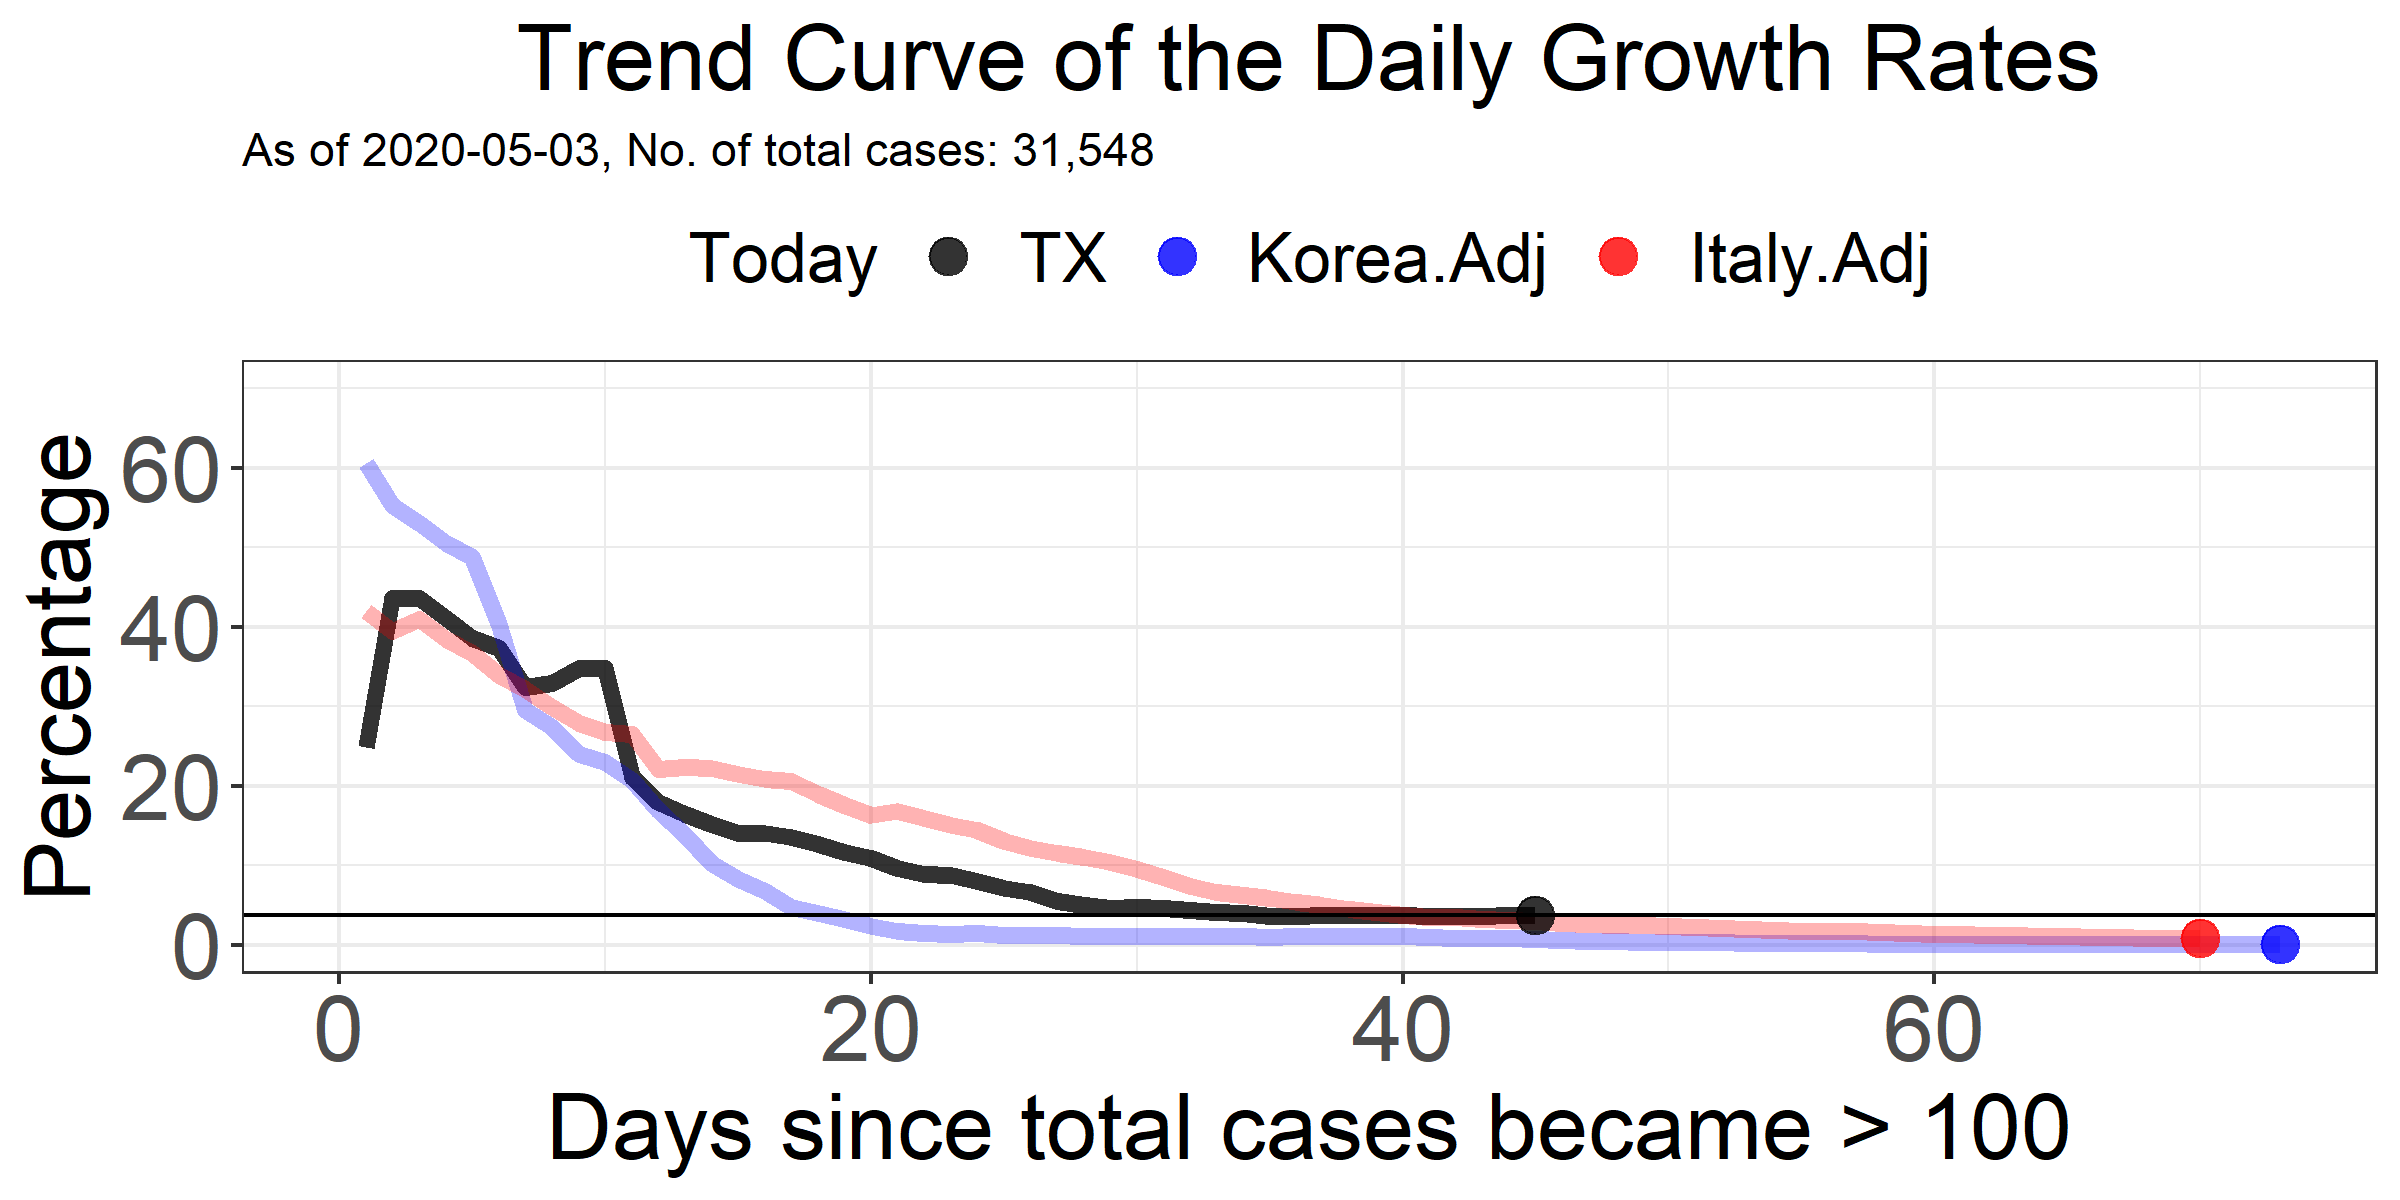 Trend Curve of the Daily Growth Rates
As of 2020-05-03, No. of total cases: 31,548
Today TX Korea.Adj Italy.Adj
Percentage
60
40
20
0
0 20 40 60
Days since total cases became > 100